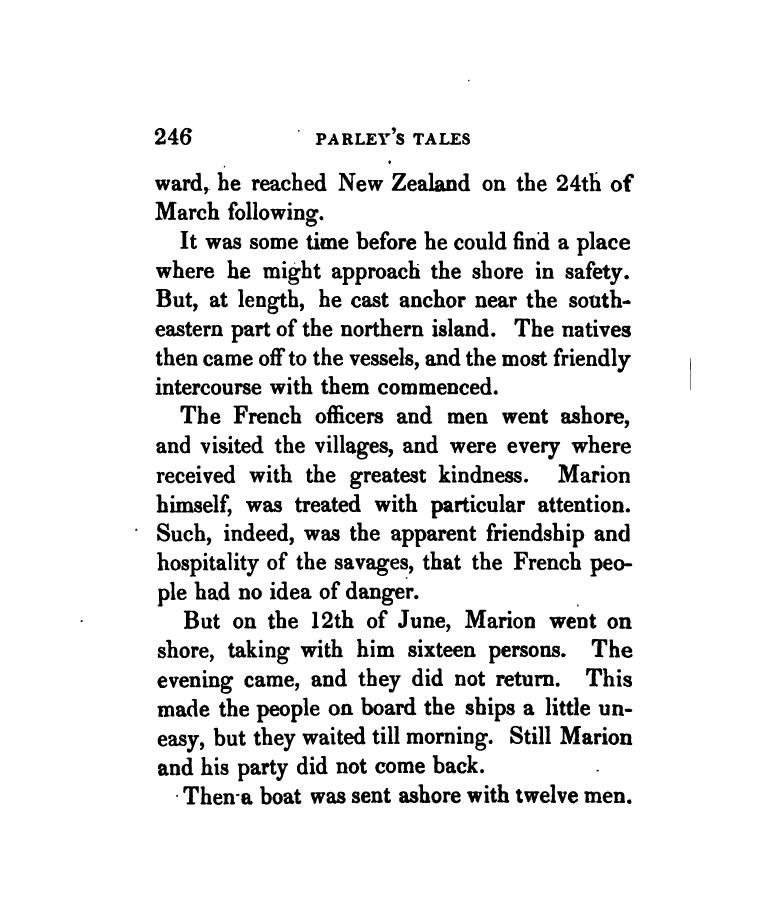 246 PARLEY'S TALES
ward, he reached New Zealand on the 24th of
March following.
It was some time before he could find a place
where he might approach the shore in safety.
But, at length, he cast anchor near the south-
eastern part of the northern island. The natives
then came off to the vessels, and the most friendly
intercourse with them commenced.
The French officers and men went ashore,
and visited the villages, and were every where
received with the greatest kindness. Marion
himself, was treated with particular attention.
Such, indeed, was the apparent friendship and
hospitality of the savages, that the French peo-
ple had no idea of danger.
But on the 12th of June, Marion went on
shore, taking with him sixteen persons. The
evening came, and they did not return. This
made the people on board the ships a little un-
easy, but they waited till morning. Still Marion
and his party did not come back.
Then a boat was sent ashore with twelve men.